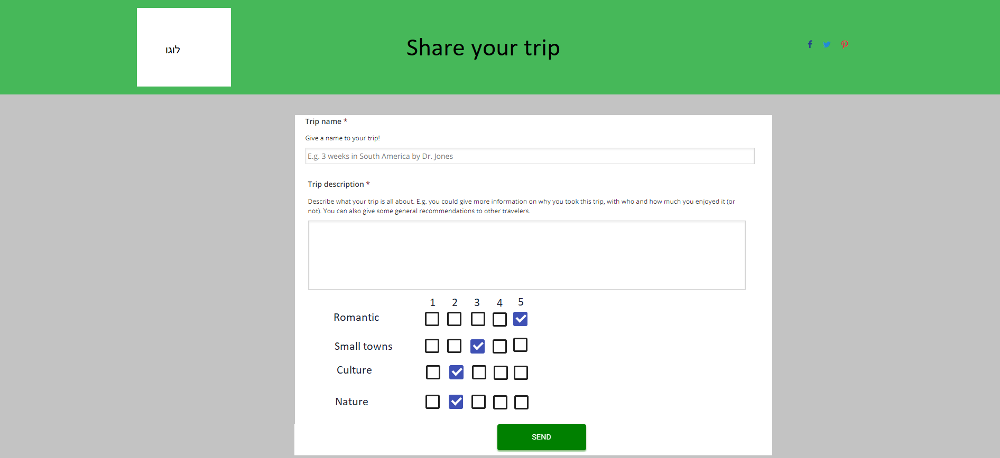 לוגו
Share your trip
Trip name *
Give a name to your trip!
E.g. 3 weeks in South America by Dr. Jones
Trip description *
Describe what your trip is all about. E.g. you could give more information on why you took this trip, with who and how much you enjoyed it (or
not). You can also give some general recommendations to other travelers.
1 2 3 4 5
Romantic
Small towns
Culture
Nature
SEND